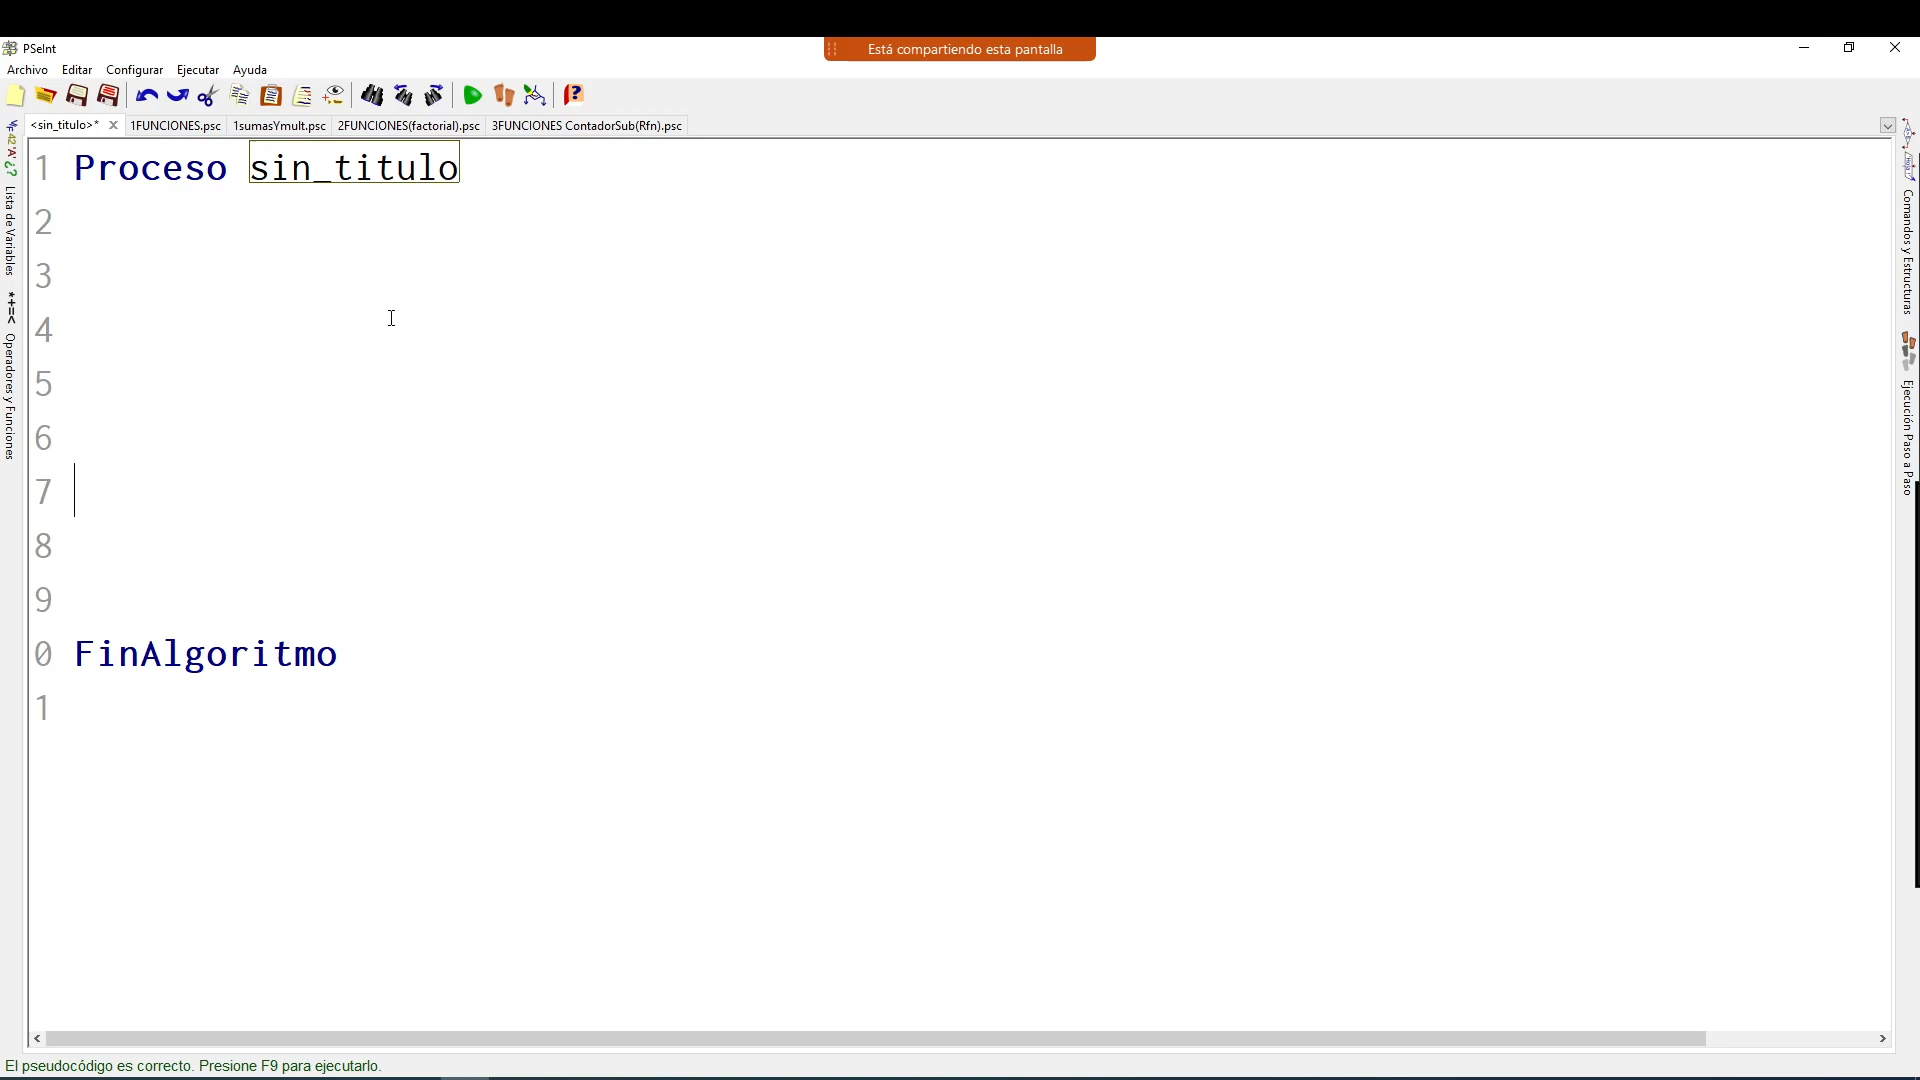 PSeInt
Está compartiendo esta pantalla
Archivo Editar Configurar Ejecutar Ayuda
<sin_titulo>* 1FUNCIONES.psc 1sumasYmult.psc 2FUNCIONES(factorial).psc 3FUNCIONES ContadorSub(Rfn).psc
1 Proceso sin_titulo
2
3
4
5
6
7
8
9
0 FinAlgoritmo
1
Lista de Variables
*+=< Operadores y Funciones
Comandos y Estructuras
Ejecución Paso a Paso
El pseudocódigo es correcto. Presione F9 para ejecutarlo.